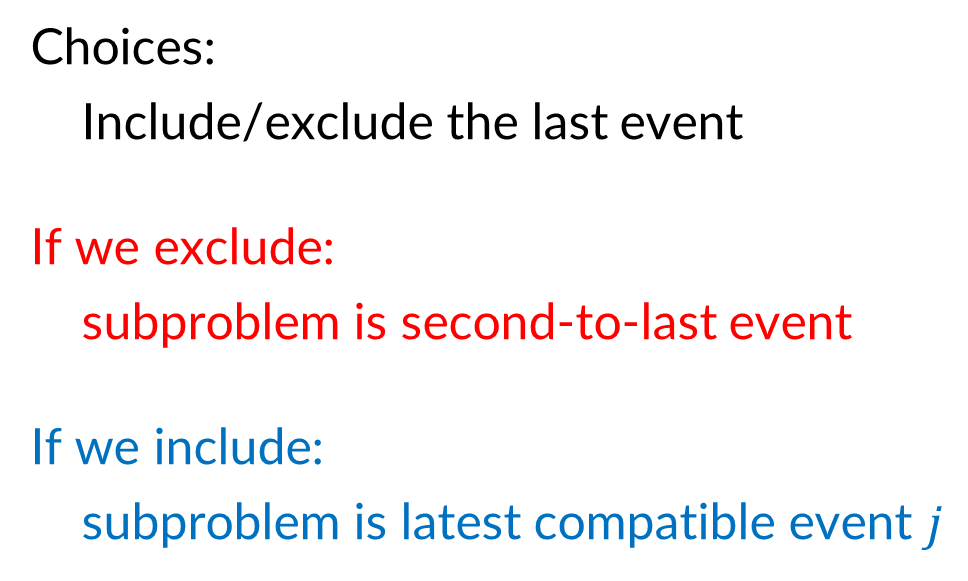 Choices:
Include/exclude the last event
If we exclude:
subproblem is second-to-last event
If we include:
subproblem is latest compatible event j